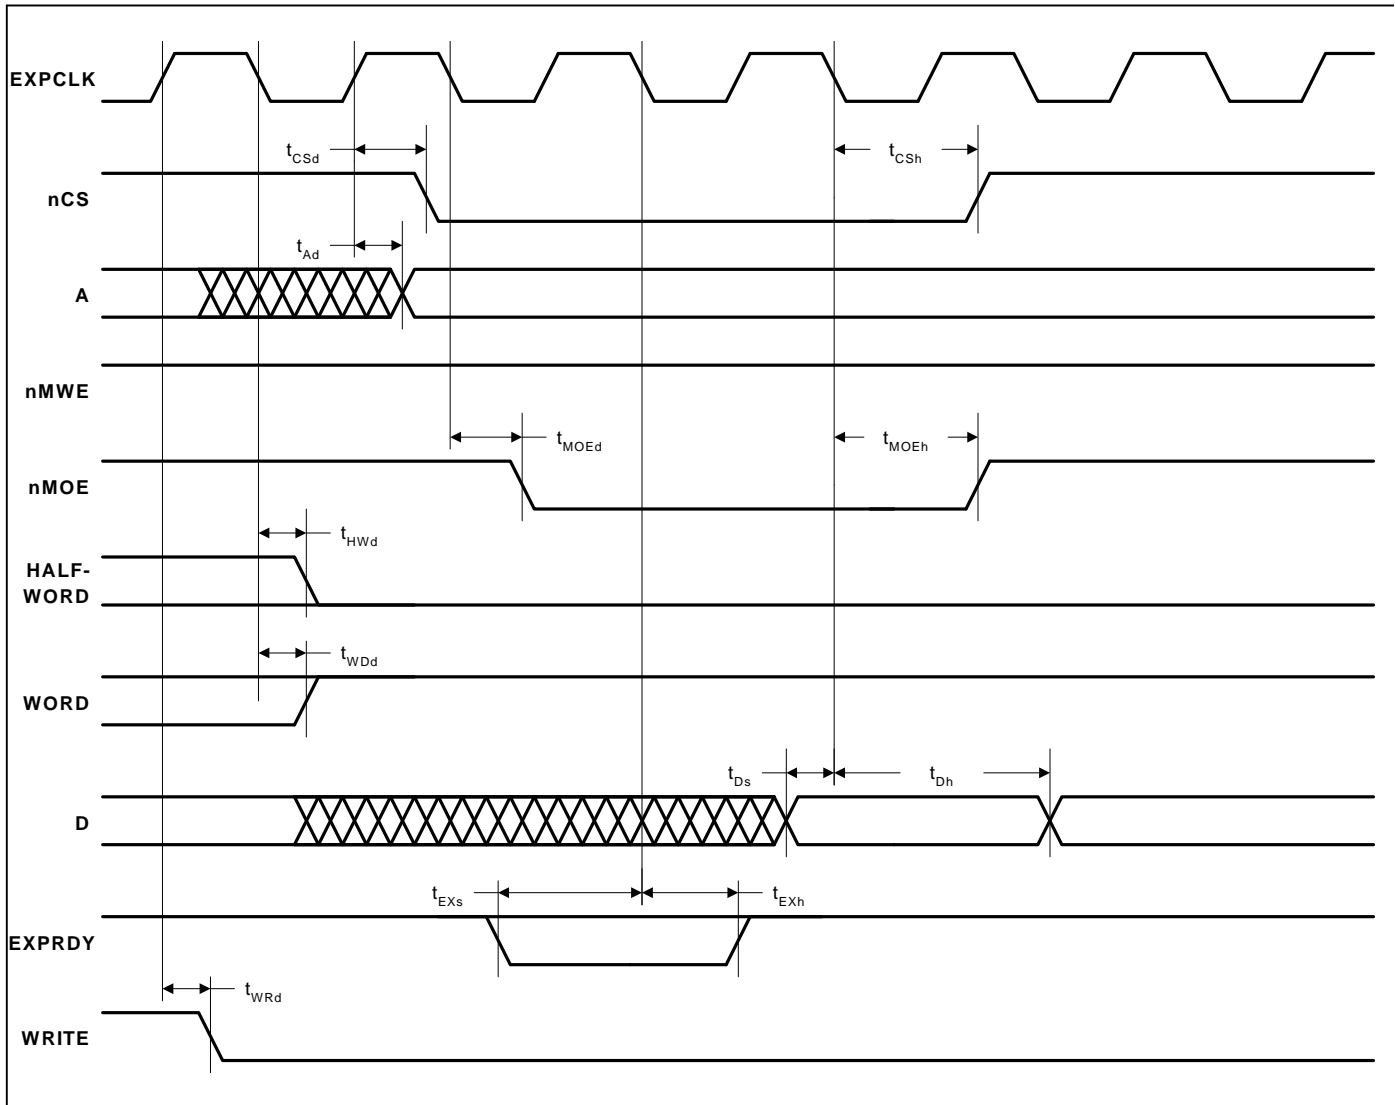 EXPCLK
tCSd
tCSh
nCS
tAd
A
nMWE
tMOEd
tMOEh
nMOE
tHWd
HALF-
WORD
tWDd
WORD
tDs
tDh
D
tEXs
tEXh
EXPRDY
tWRd
WRITE